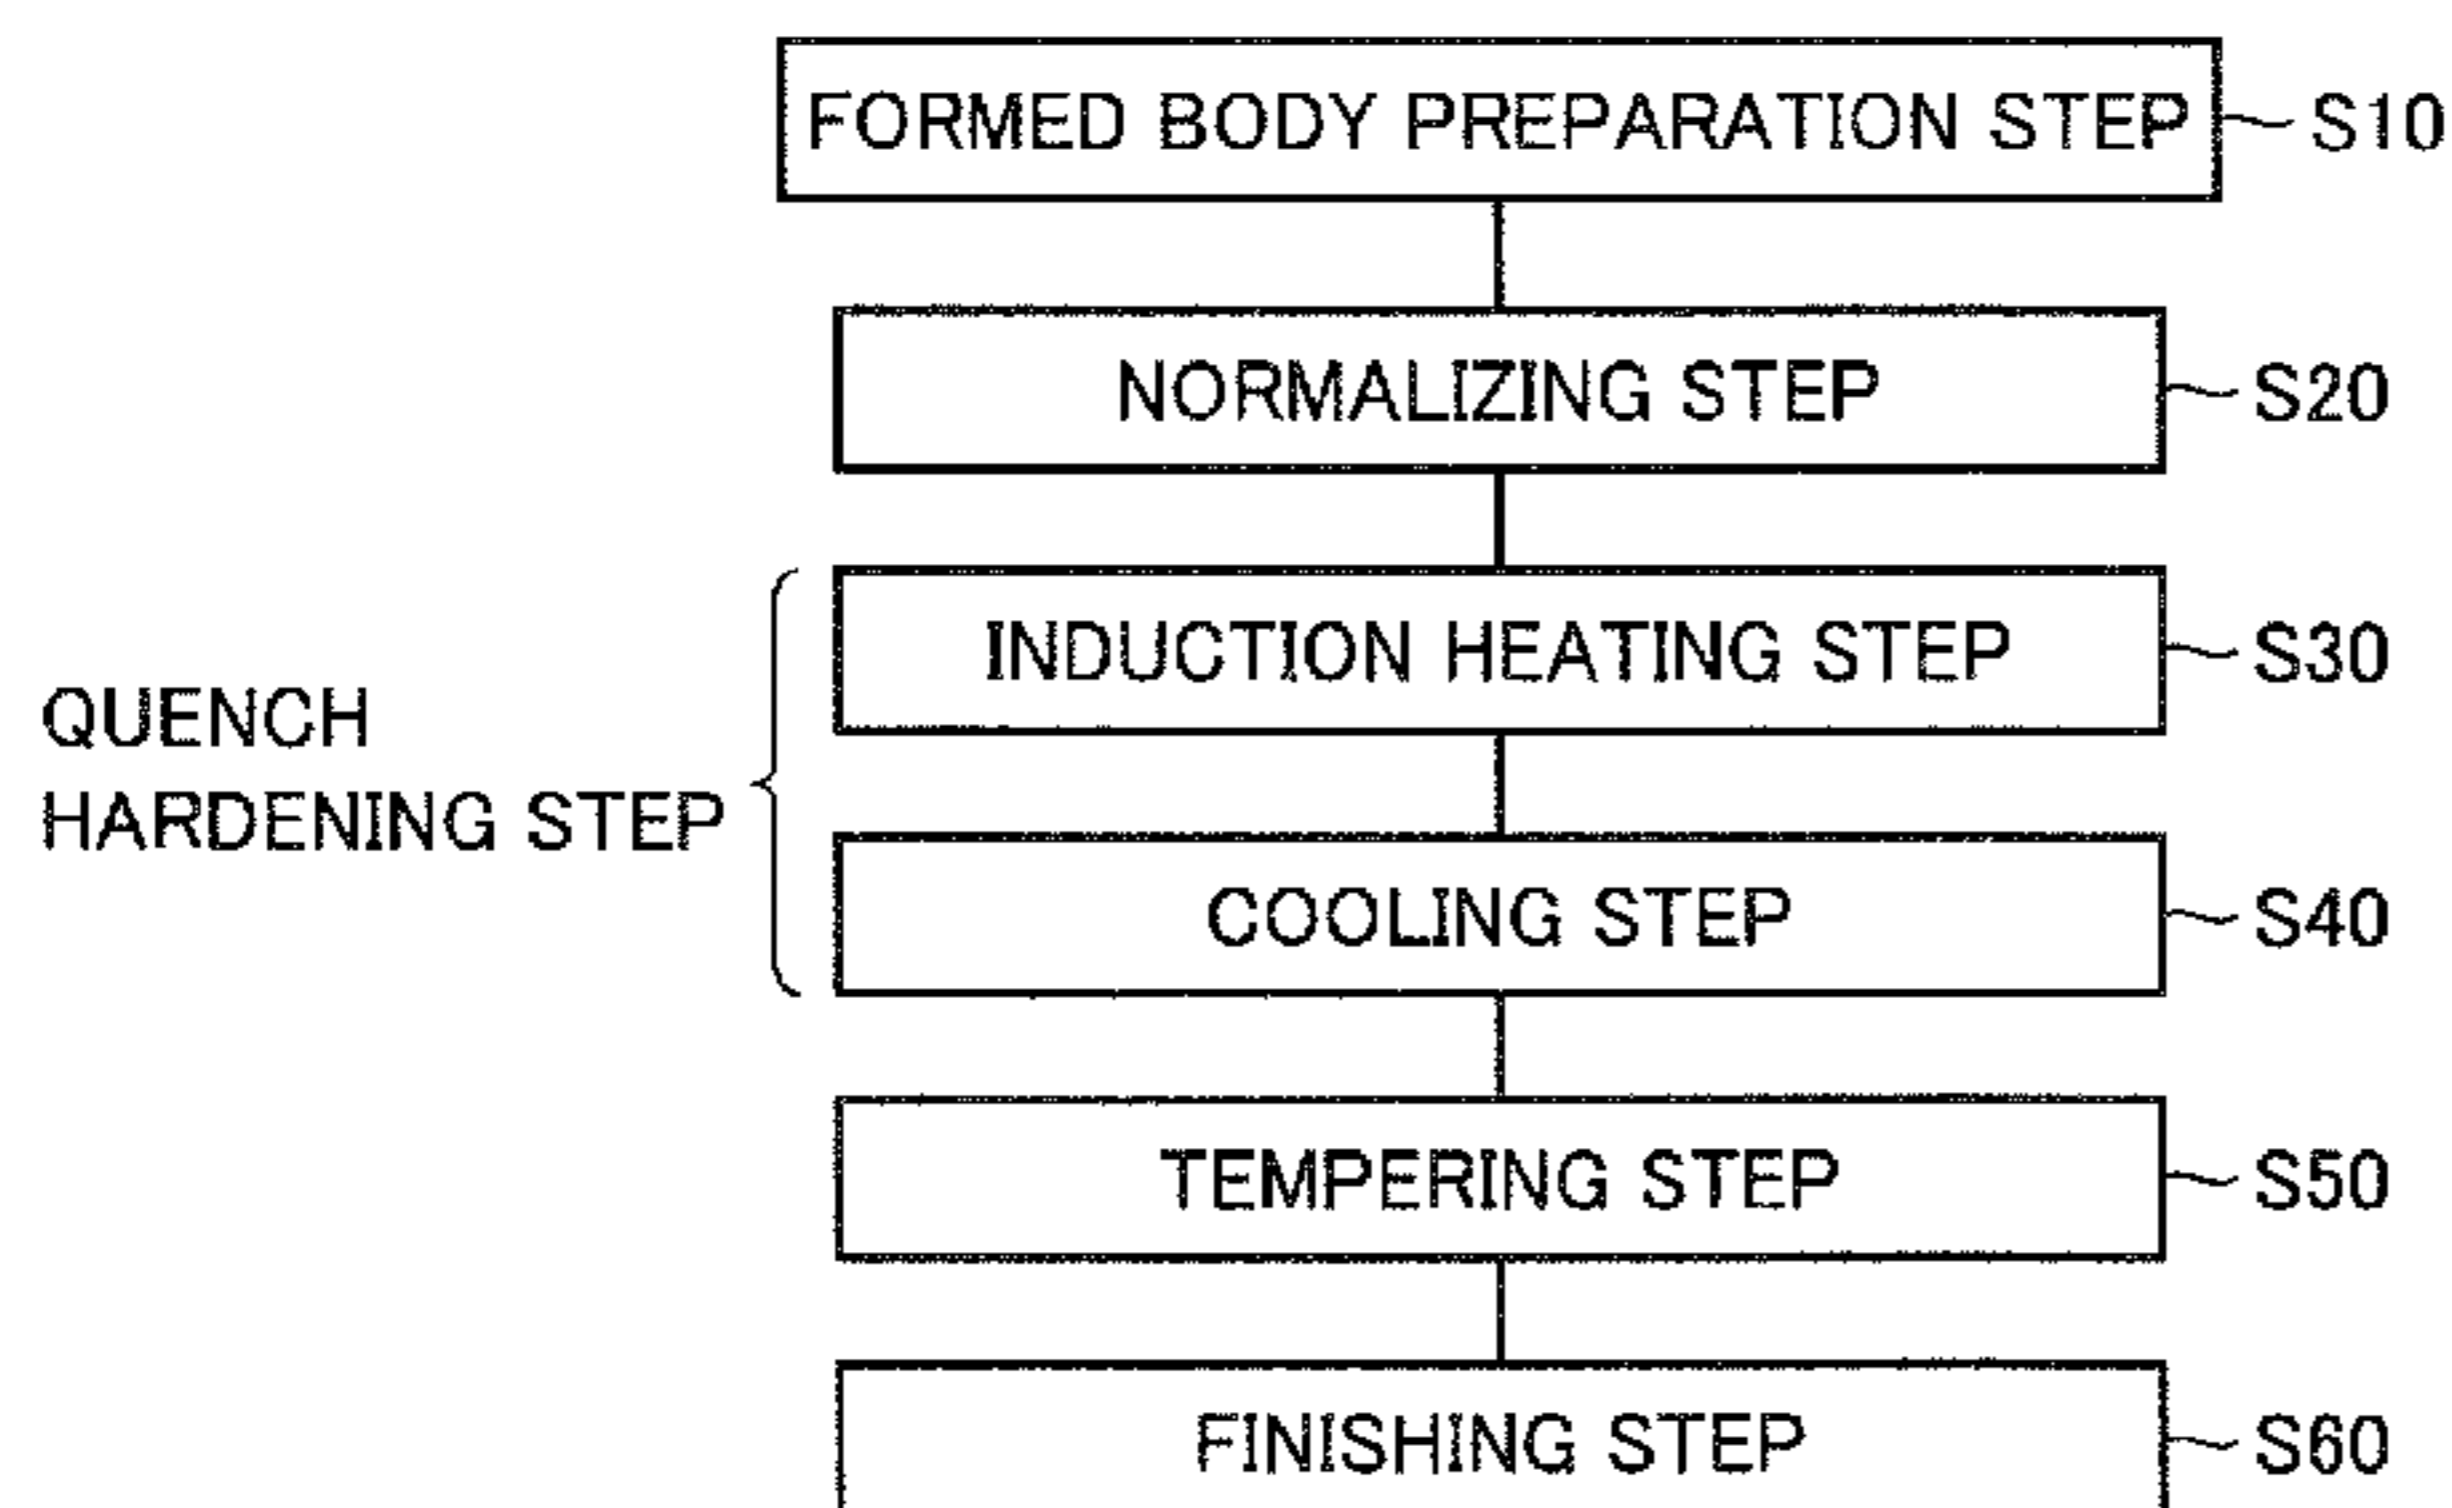 FORMED BODY PREPARATION STEP S10
NORMALIZING STEP S20
INDUCTION HEATING STEP S30
QUENCH
HARDENING STEP
COOLING STEP S40
TEMPERING STEP S50
FINISHING STEP S60